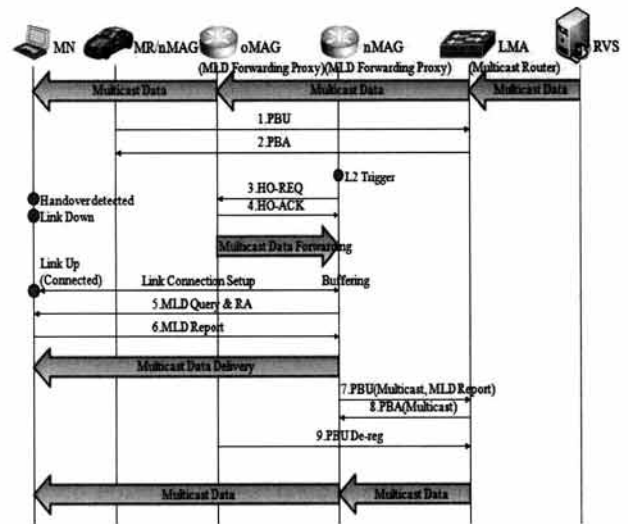 MN MR/nMAG oMAG nMAG LMA RVS
(MLD Forwarding Proxy)(MLD Forwarding Proxy) (Multicast Router)
Multicast Data Multicast Data Multicast Data
1.PBU
2.PBA
L2 Trigger
3.HO-REQ
Handover detected
4.HO-ACK
Link Down
Multicast Data Forwarding
Link Up
(Connected) Link Connection Setup Buffering
5.MLD Query & RA
6.MLD Report
Multicast Data Delivery
7.PBU(Multicast, MLD Report)
8.PBA(Multicast)
9.PBU De-reg
Multicast Data Multicast Data